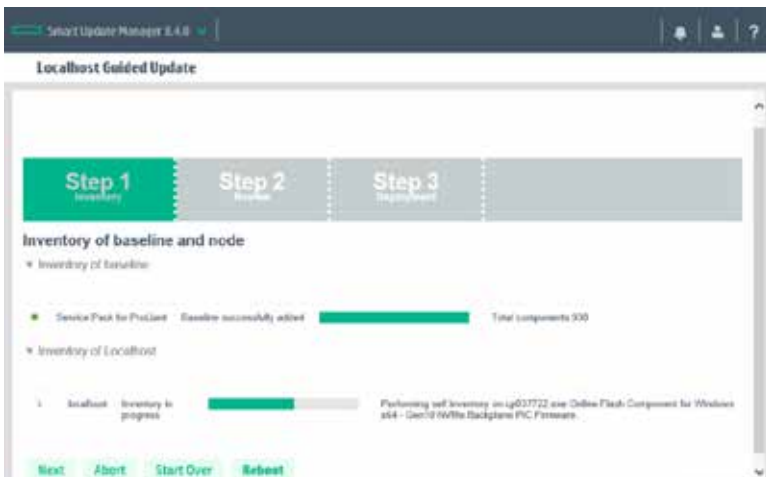 Smart Update Manager 8.4.0
?
Localhost Guided Update
Step 1
Inventory
Step 2
Review
Step 3
Deployment
Inventory of baseline and node
Inventory of baseline
Service Pack for ProLiant Baseline successfully added Total components 
Inventory of Localhost
localhost Inventory in progress Performing self inventory on cp037722.exe Online Flash Component for Windows
x64 - Gen10 NVMe Backplane PIC Firmware.
Next Abort Start Over Reboot